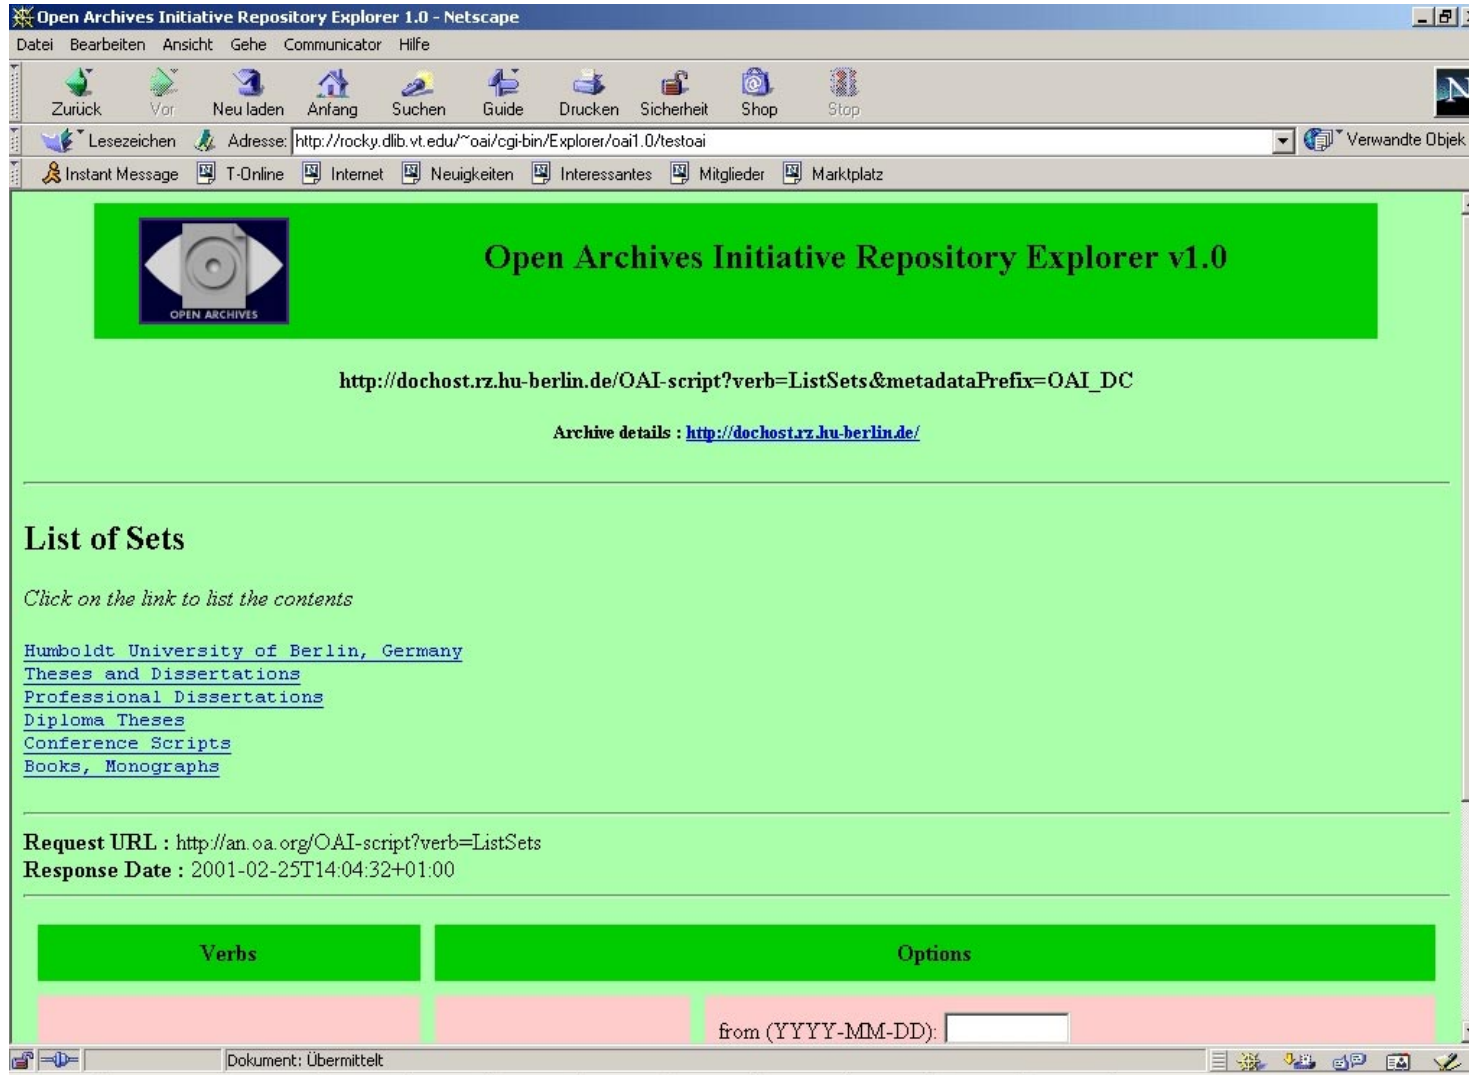 Open Archives Initiative Repository Explorer 1.0 - Netscape
Datei Bearbeiten Ansicht Gehe Communicator Hilfe
Zurück Vor Neu laden Anfang Suchen Guide Drucken Sicherheit Shop Stop
Lesezeichen Adresse: http://rocky.dlib.vt.edu/~oai/cgi-bin/Explorer/oai1.0/testoai Verwandte Objek
Instant Message T-Online Internet Neuigkeiten Interessantes Mitglieder Marktplatz
OPEN ARCHIVES
Open Archives Initiative Repository Explorer v1.0
http://dochost.rz.hu-berlin.de/OAI-script?verb=ListSets&metadataPrefix=OAI_DC
Archive details : http://dochost.rz.hu-berlin.de/
List of Sets
Click on the link to list the contents
Humboldt University of Berlin, Germany
Theses and Dissertations
Professional Dissertations
Diploma Theses
Conference Scripts
Books, Monographs
Request URL : http://an.oa.org/OAI-script?verb=ListSets
Response Date : 2001-02-25T14:04:32+01:00
Verbs Options
from (YYYY-MM-DD):
Dokument: Übermittelt